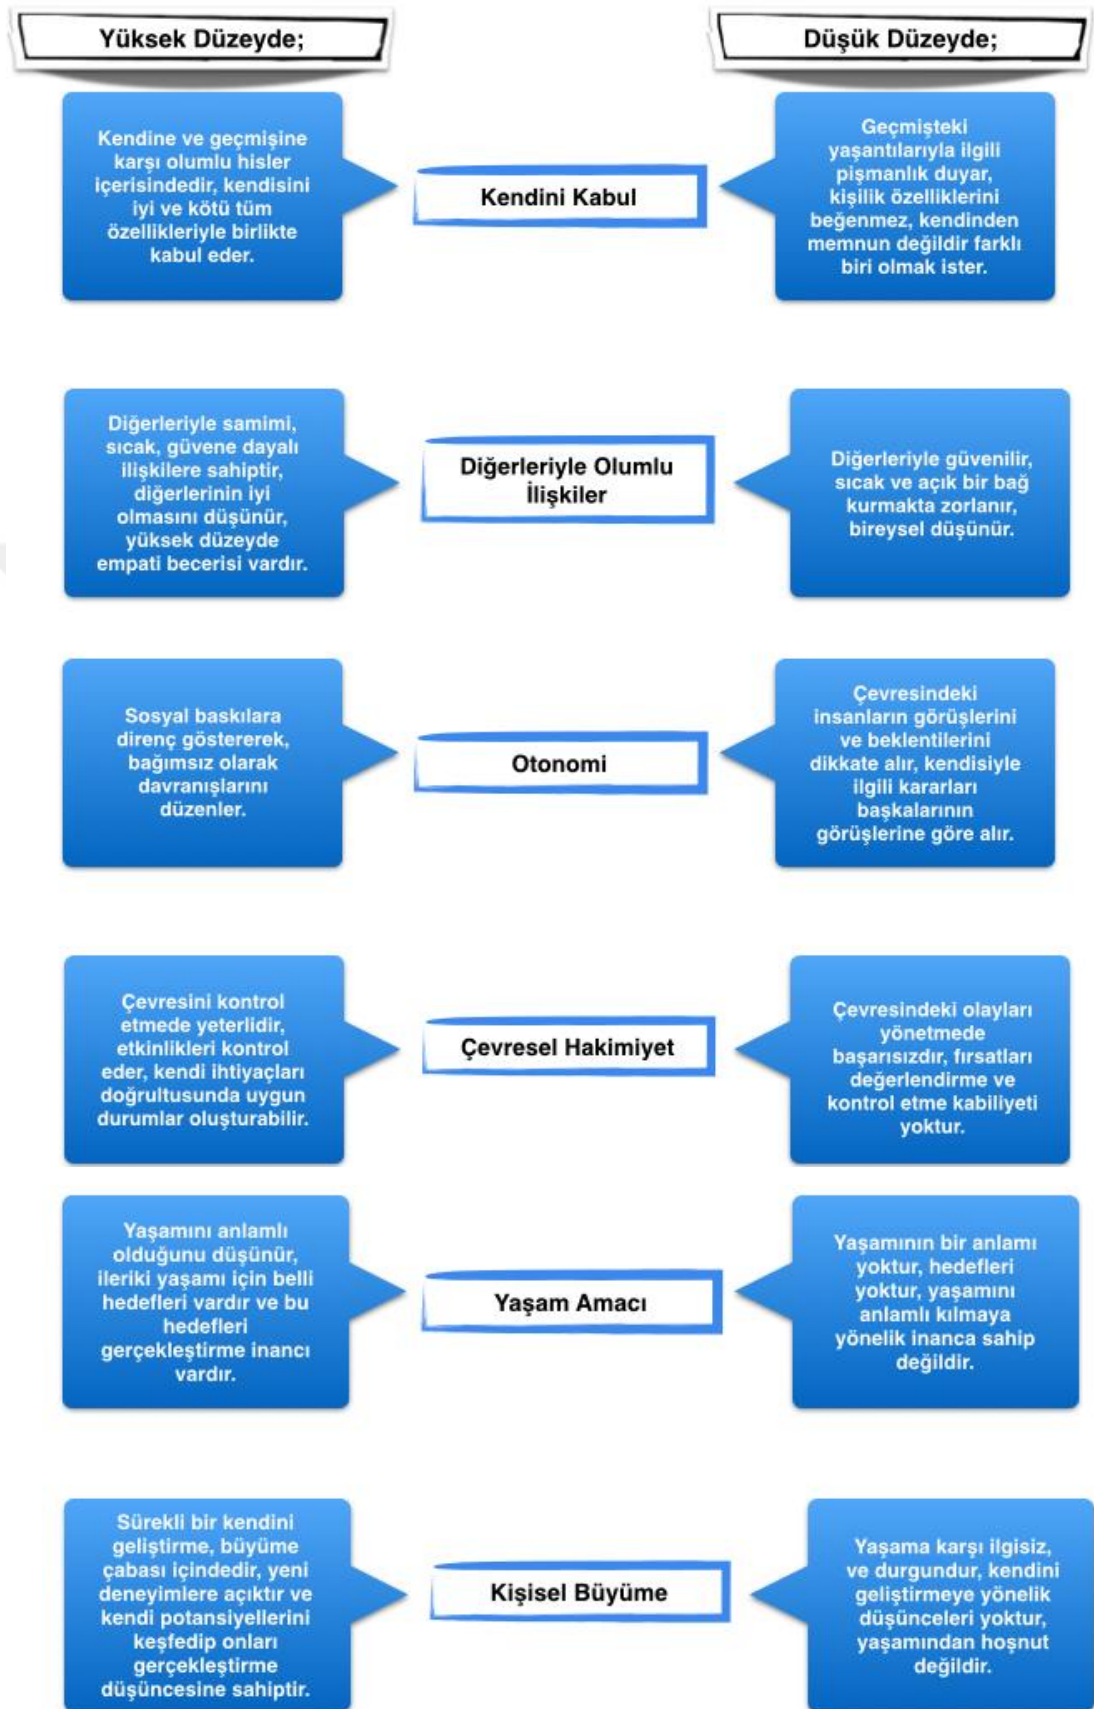 Yüksek Düzeyde;
Düşük Düzeyde;
Kendine ve geçmişine
karşı olumlu hisler
içerisindedir, kendisini
iyi ve kötü tüm
özellikleriyle birlikte
kabul eder.
Kendini Kabul
Geçmişteki
yaşantılarıyla ilgili
pişmanlık duyar,
kişilik özelliklerini
beğenmez, kendinden
memnun değildir farklı
biri olmak ister.
Diğerleriyle samimi,
sıcak, güvene dayalı
ilişkilere sahiptir,
diğerlerinin iyi
olmasını düşünür,
yüksek düzeyde
empati becerisi vardır.
Diğerleriyle Olumlu
İlişkiler
Diğerleriyle güvenilir,
sıcak ve açık bir bağ
kurmakta zorlanır,
bireysel düşünür.
Sosyal baskılara
direnç göstererek,
bağımsız olarak
davranışlarını
düzenler.
Otonomi
Çevresindeki
insanların görüşlerini
ve beklentilerini
dikkate alır, kendisiyle
ilgili kararları
başkalarının
görüşlerine göre alır.
Çevresini kontrol
etmede yeterlidir,
etkinlikleri kontrol
eder, kendi ihtiyaçları
doğrultusunda uygun
durumlar oluşturabilir.
Çevresel Hakimiyet
Çevresindeki olayları
yönetmede
başarısızdır, fırsatları
değerlendirme ve
kontrol etme kabiliyeti
yoktur.
Yaşamını anlamlı
olduğunu düşünür,
ileriki yaşamı için belli
hedefleri vardır ve bu
hedefleri
gerçekleştirme inancı
vardır.
Yaşam Amacı
Yaşamının bir anlamı
yoktur, hedefleri
yoktur, yaşamını
anlamlı kılmaya
yönelik inanca sahip
değildir.
Sürekli bir kendini
geliştirme, büyüme
çabası içindedir, yeni
deneyimlere açıktır ve
kendi potansiyellerini
keşfedip onları
gerçekleştirme
düşüncesine sahiptir.
Kişisel Büyüme
Yaşama karşı ilgisiz,
ve durgundur, kendini
geliştirmeye yönelik
düşünceleri yoktur,
yaşamından hoşnut
değildir.